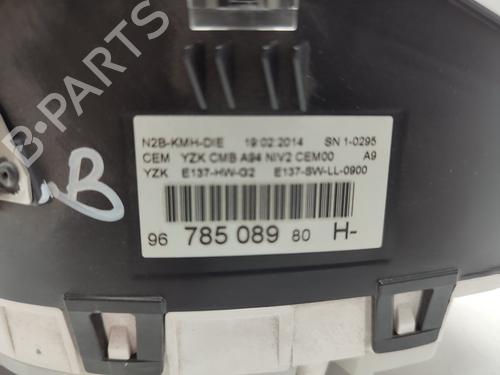 B-PARTS
N2B-KMH-DIE 19:02:2014 SN 1-0295
CEM YZK CMB A94 NIV2 CEM00 A9
YZK E137-HW-G2 E137-SW-LL-0900
96 785 089 80 H-
B